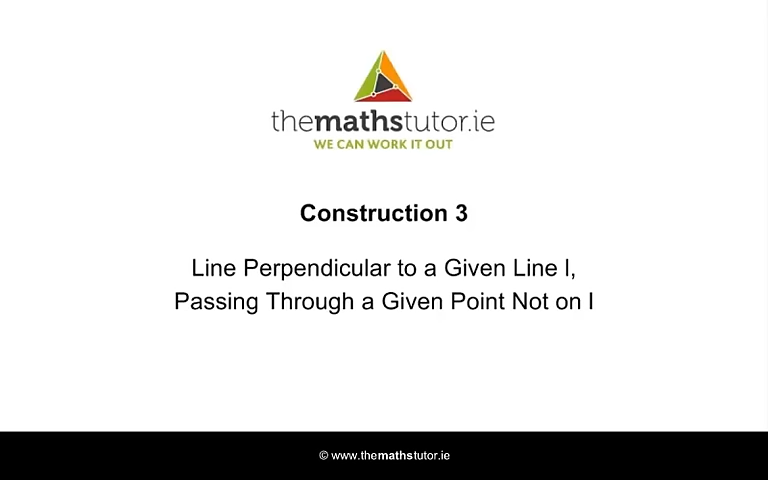 themathstutor.ie
WE CAN WORK IT OUT
Construction 3
Line Perpendicular to a Given Line l,
Passing Through a Given Point Not on l
© www.themathstutor.ie